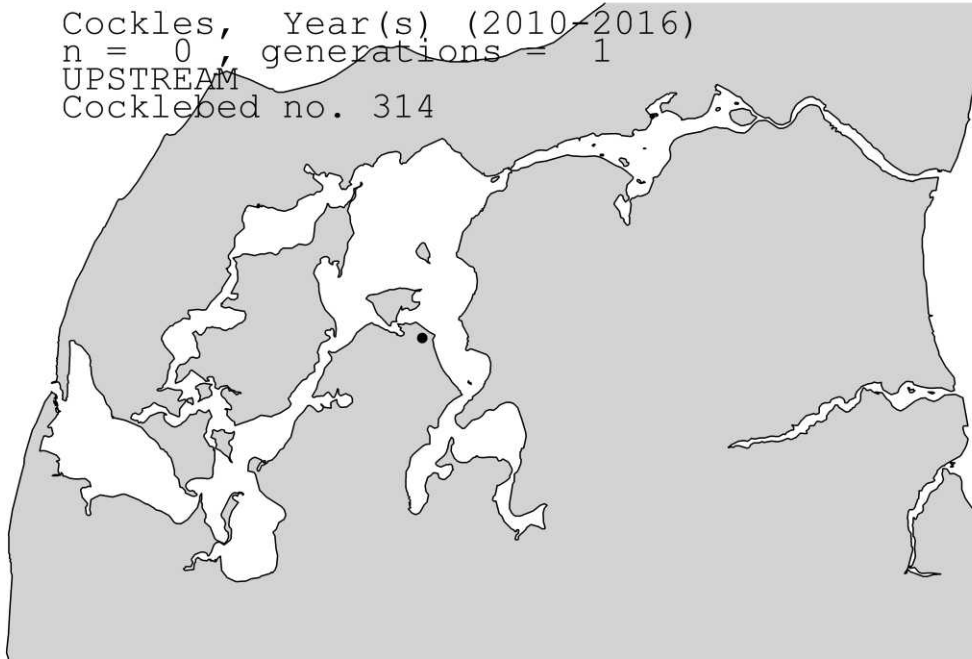 Cockles, Year(s) (2010-2016)
n = 0 , generations = 1
UPSTREAM
Cocklebed no. 314